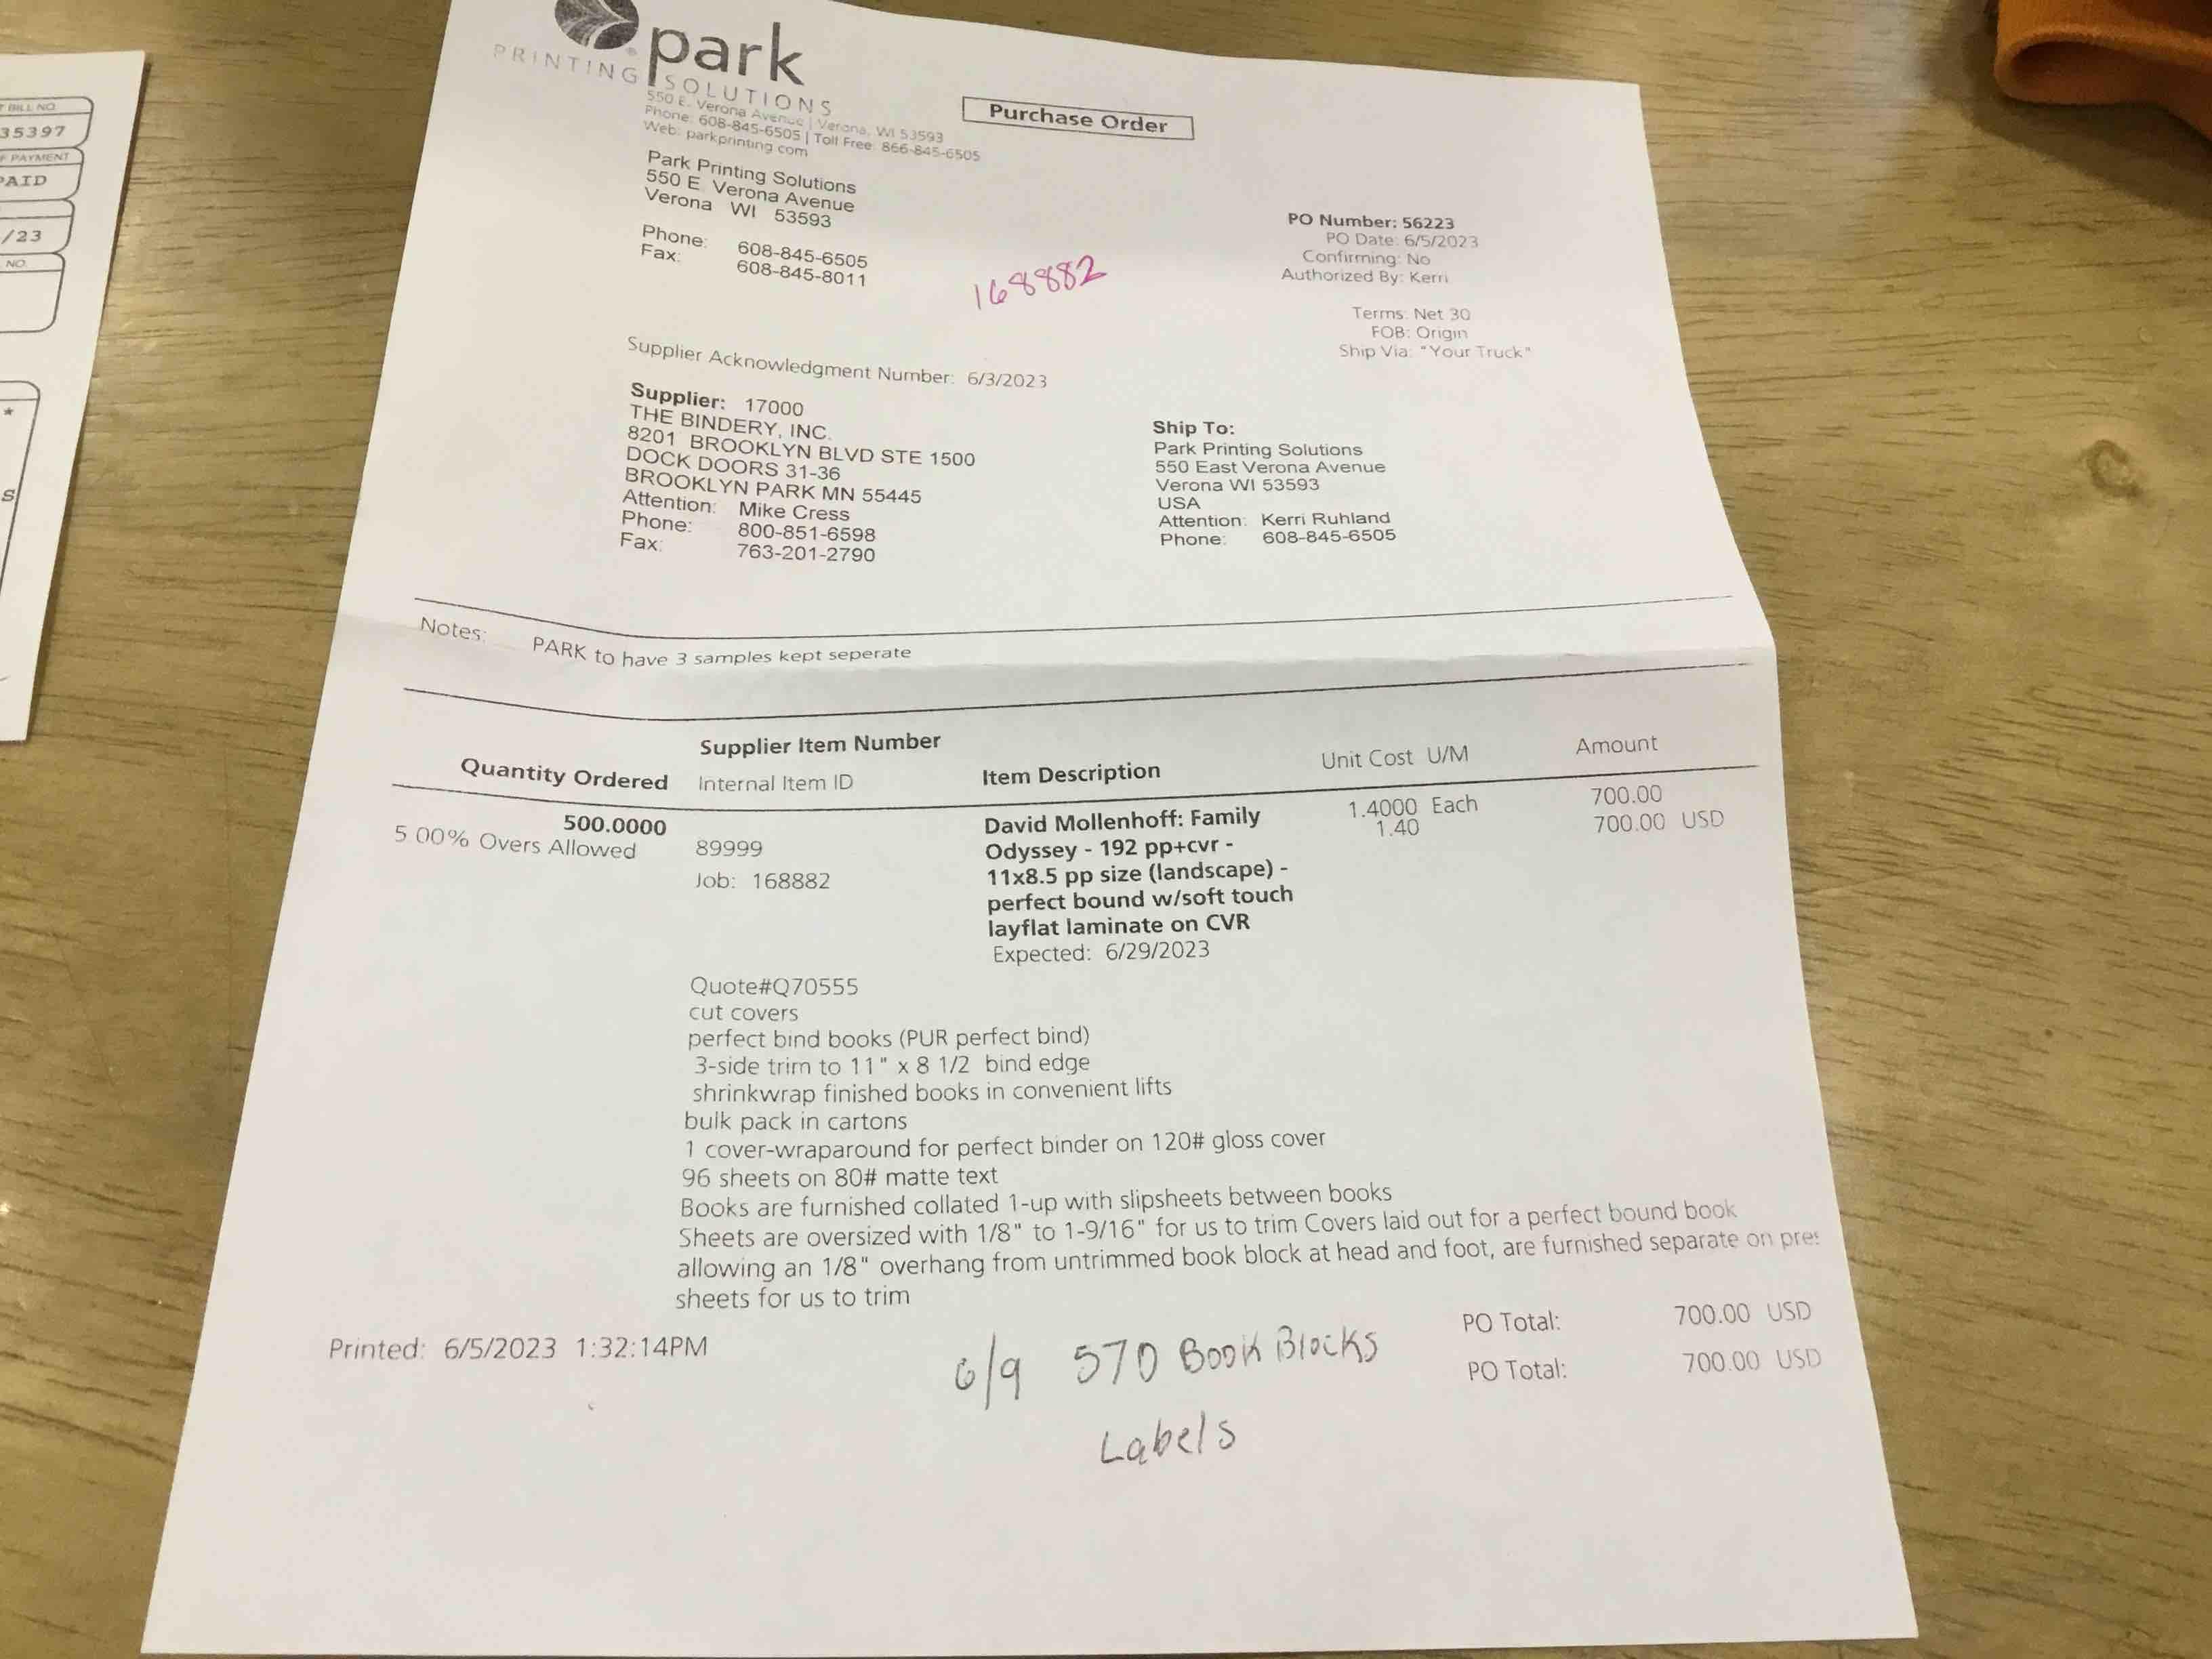 park
PRINTING SOLUTIONS
550 E. Verona Avenue | Verona, WI 53593
Phone: 608-845-6505 | Toll Free: 866-845-6505
Web: parkprinting.com
Purchase Order
Park Printing Solutions
550 E. Verona Avenue
Verona WI 53593
Phone: 608-845-6505
Fax: 608-845-8011
168882
PO Number: 56223
PO Date: 6/5/2023
Confirming: No
Authorized By: Kerri
Terms: Net 30
FOB: Origin
Ship Via: "Your Truck"
Supplier Acknowledgment Number: 6/3/2023
Supplier: 17000
THE BINDERY, INC.
8201 BROOKLYN BLVD STE 1500
DOCK DOORS 31-36
BROOKLYN PARK MN 55445
Attention: Mike Cress
Phone: 800-851-6598
Fax: 763-201-2790
Ship To:
Park Printing Solutions
550 East Verona Avenue
Verona WI 53593
USA
Attention: Kerri Ruhland
Phone: 608-845-6505
Notes: PARK to have 3 samples kept seperate
Supplier Item Number
Quantity Ordered Internal Item ID Item Description Unit Cost U/M Amount
500.0000 David Mollenhoff: Family 1.4000 Each 700.00
5.00% Overs Allowed 89999 Odyssey - 192 pp+cvr - 1.40 700.00 USD
Job: 168882 11x8.5 pp size (landscape) -
perfect bound w/soft touch
layflat laminate on CVR
Expected: 6/29/2023
Quote#Q70555
cut covers
perfect bind books (PUR perfect bind)
3-side trim to 11" x 8 1/2 bind edge
shrinkwrap finished books in convenient lifts
bulk pack in cartons
1 cover-wraparound for perfect binder on 120# gloss cover
96 sheets on 80# matte text
Books are furnished collated 1-up with slipsheets between books
Sheets are oversized with 1/8" to 1-9/16" for us to trim Covers laid out for a perfect bound book
allowing an 1/8" overhang from untrimmed book block at head and foot, are furnished separate on pres
sheets for us to trim
PO Total: 700.00 USD
Printed: 6/5/2023 1:32:14PM
PO Total: 700.00 USD
6/9 570 Book Blocks
Labels
BILL NO.
35397
PAYMENT
PAID
/23
NO.
*
S